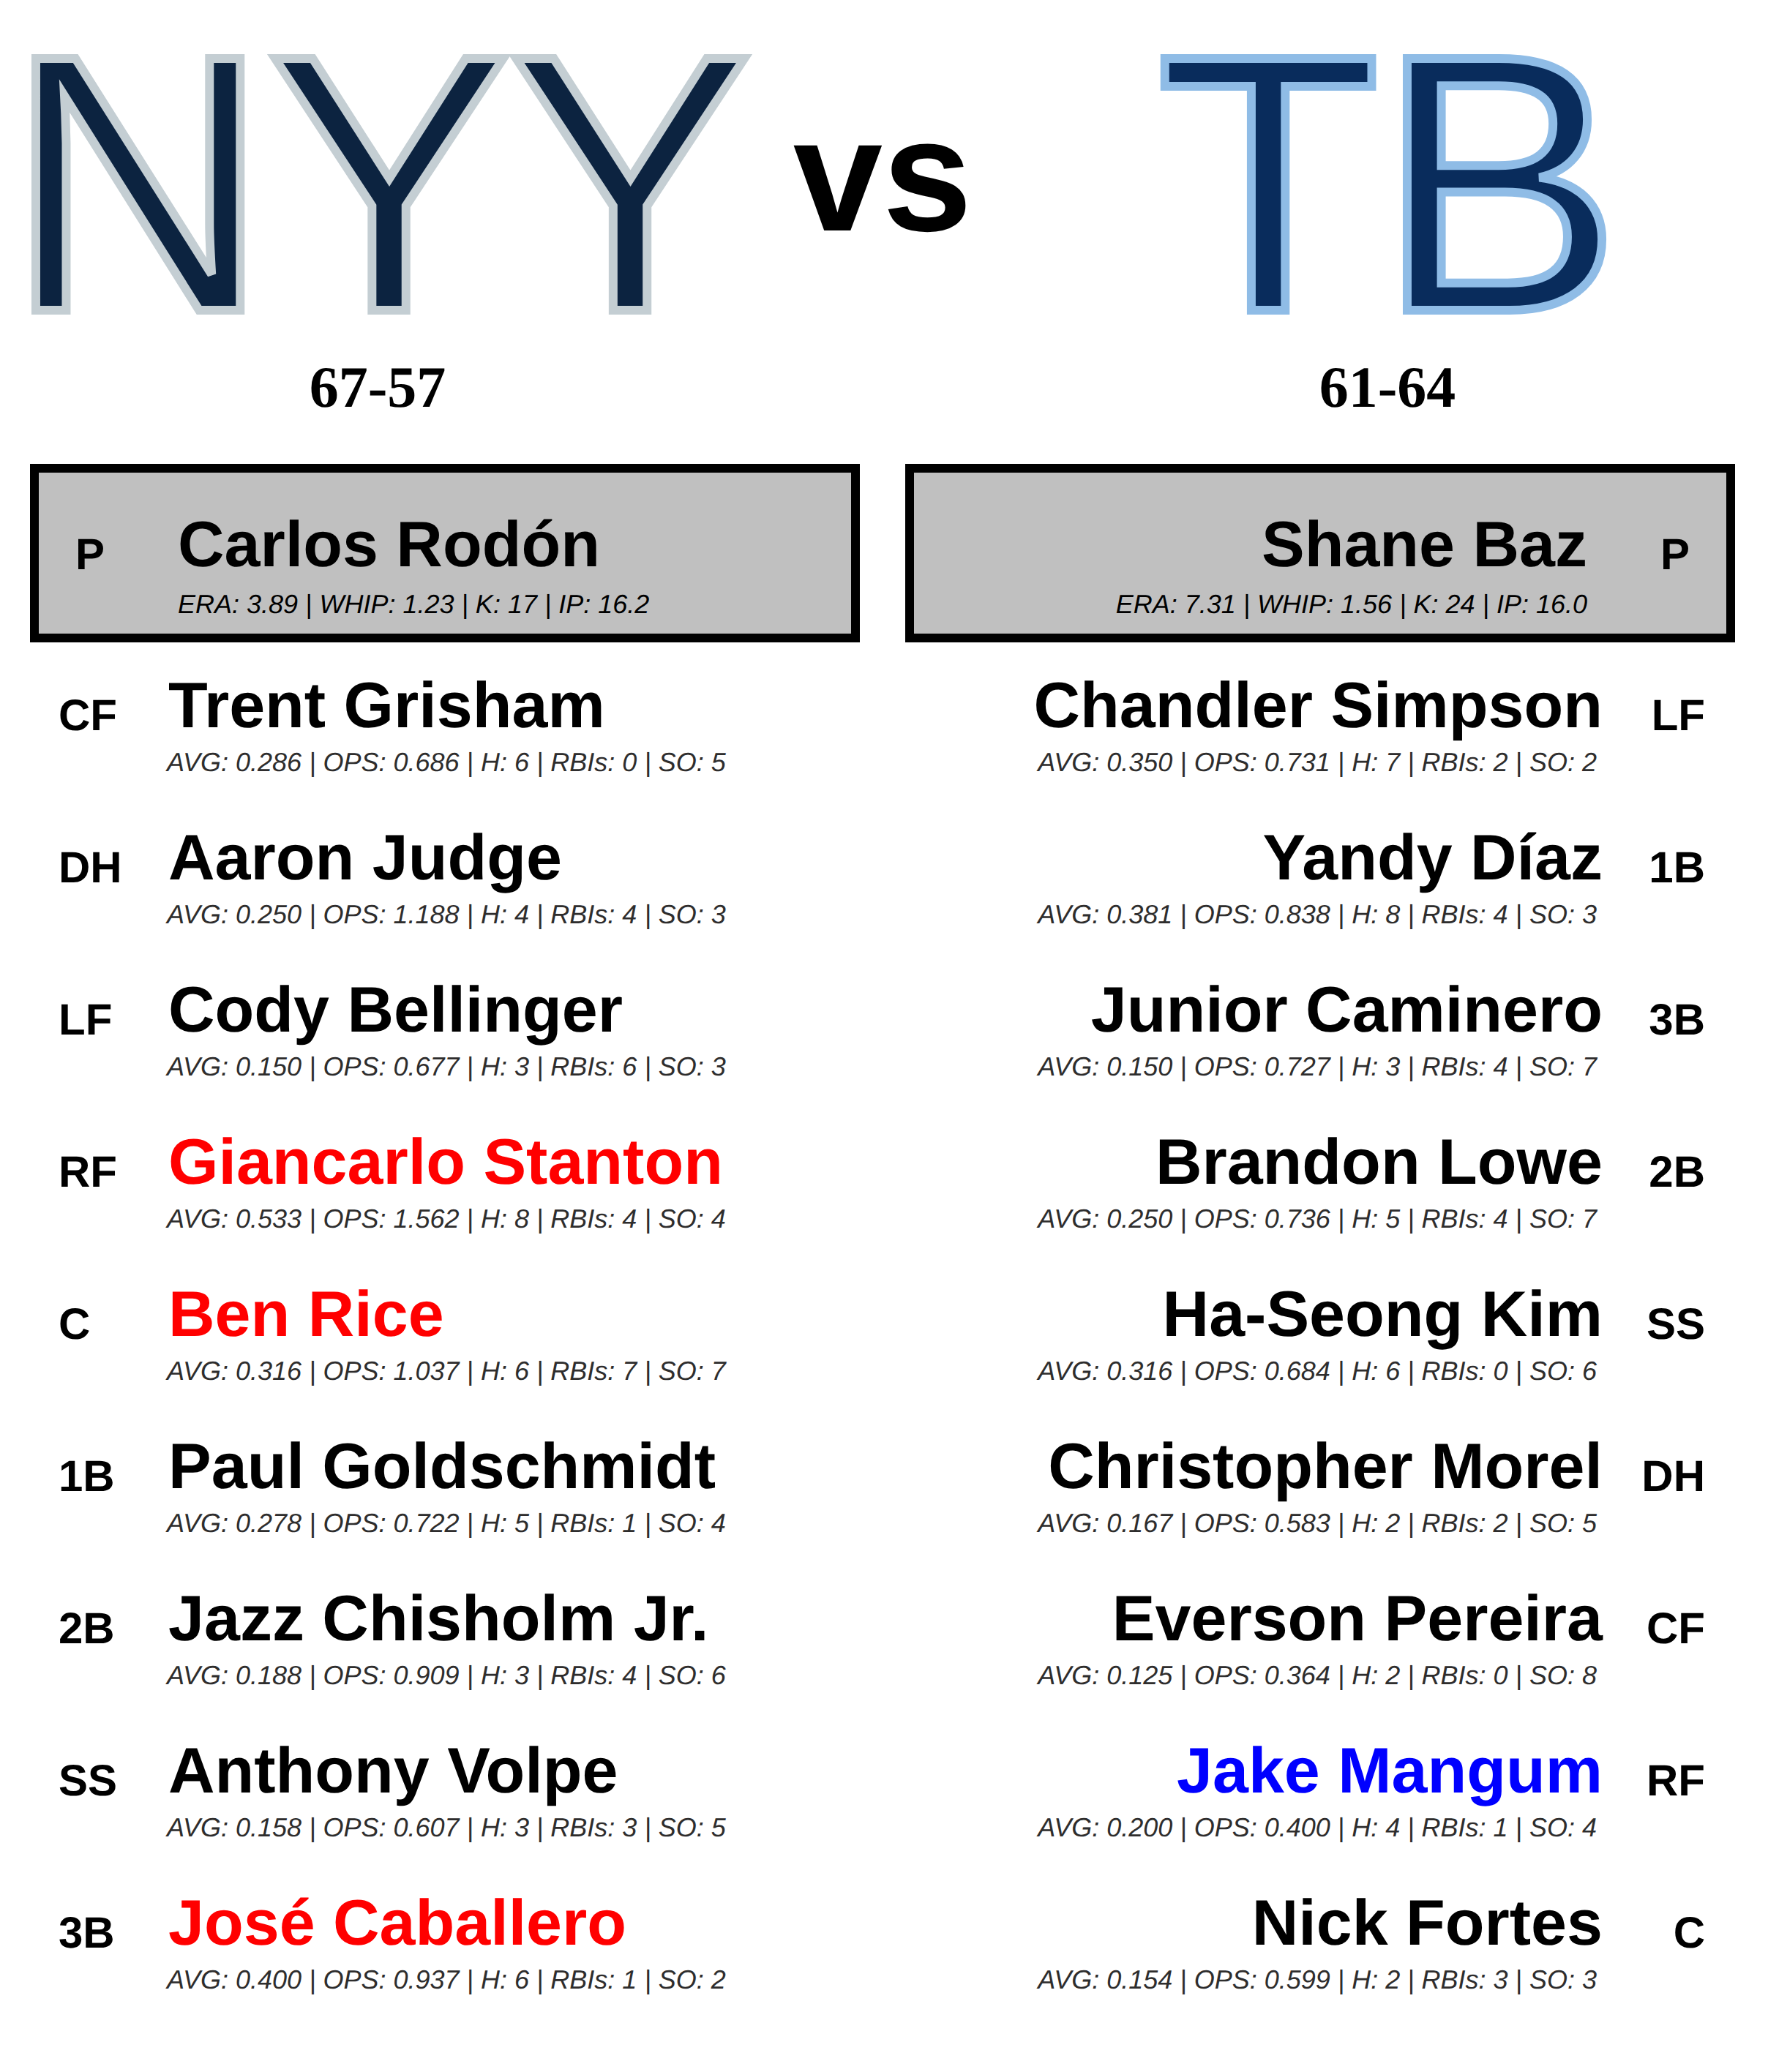 NYY vs TB
67-57 61-64
P Carlos Rodón
ERA: 3.89 | WHIP: 1.23 | K: 17 | IP: 16.2
Shane Baz P
ERA: 7.31 | WHIP: 1.56 | K: 24 | IP: 16.0
CF Trent Grisham
AVG: 0.286 | OPS: 0.686 | H: 6 | RBIs: 0 | SO: 5
DH Aaron Judge
AVG: 0.250 | OPS: 1.188 | H: 4 | RBIs: 4 | SO: 3
LF Cody Bellinger
AVG: 0.150 | OPS: 0.677 | H: 3 | RBIs: 6 | SO: 3
RF Giancarlo Stanton
AVG: 0.533 | OPS: 1.562 | H: 8 | RBIs: 4 | SO: 4
C Ben Rice
AVG: 0.316 | OPS: 1.037 | H: 6 | RBIs: 7 | SO: 7
1B Paul Goldschmidt
AVG: 0.278 | OPS: 0.722 | H: 5 | RBIs: 1 | SO: 4
2B Jazz Chisholm Jr.
AVG: 0.188 | OPS: 0.909 | H: 3 | RBIs: 4 | SO: 6
SS Anthony Volpe
AVG: 0.158 | OPS: 0.607 | H: 3 | RBIs: 3 | SO: 5
3B José Caballero
AVG: 0.400 | OPS: 0.937 | H: 6 | RBIs: 1 | SO: 2
Chandler Simpson LF
AVG: 0.350 | OPS: 0.731 | H: 7 | RBIs: 2 | SO: 2
Yandy Díaz 1B
AVG: 0.381 | OPS: 0.838 | H: 8 | RBIs: 4 | SO: 3
Junior Caminero 3B
AVG: 0.150 | OPS: 0.727 | H: 3 | RBIs: 4 | SO: 7
Brandon Lowe 2B
AVG: 0.250 | OPS: 0.736 | H: 5 | RBIs: 4 | SO: 7
Ha-Seong Kim SS
AVG: 0.316 | OPS: 0.684 | H: 6 | RBIs: 0 | SO: 6
Christopher Morel DH
AVG: 0.167 | OPS: 0.583 | H: 2 | RBIs: 2 | SO: 5
Everson Pereira CF
AVG: 0.125 | OPS: 0.364 | H: 2 | RBIs: 0 | SO: 8
Jake Mangum RF
AVG: 0.200 | OPS: 0.400 | H: 4 | RBIs: 1 | SO: 4
Nick Fortes C
AVG: 0.154 | OPS: 0.599 | H: 2 | RBIs: 3 | SO: 3